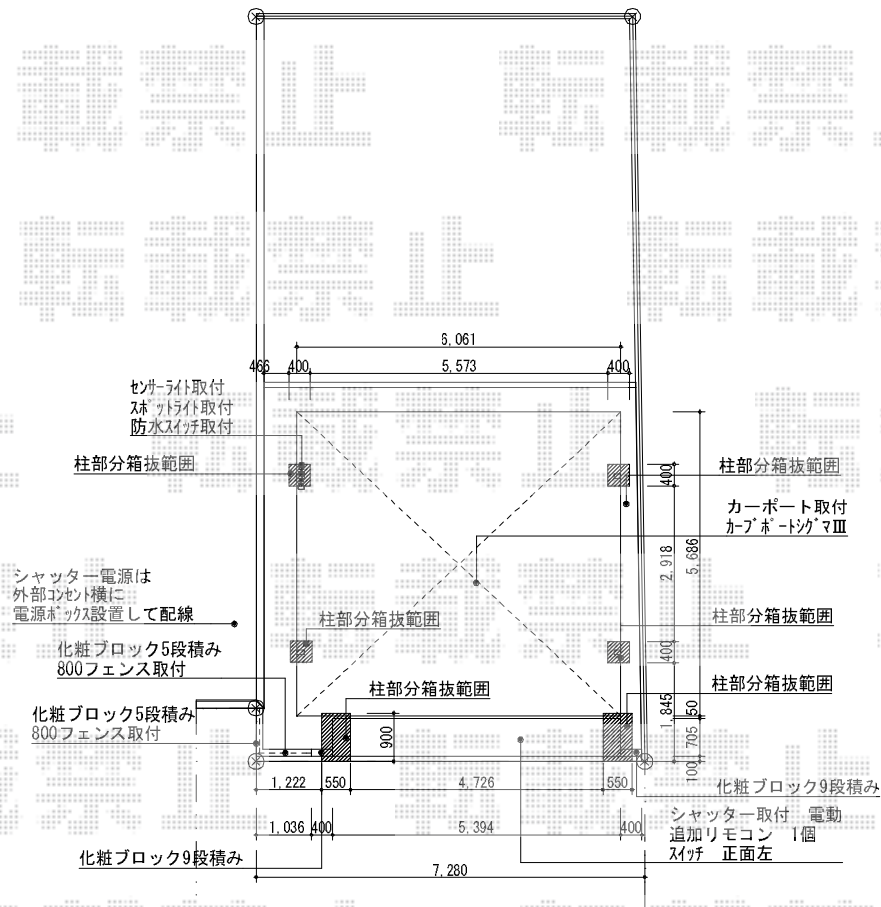 転載禁止
転載禁止
6,061
466 400 5,573 400
センサーライト取付
スポットライト取付
防水スイッチ取付
柱部分箱抜範囲
柱部分箱抜範囲
カーポート取付
カーブポートシグマⅢ
400
2,918
5,686
シャッター電源は
外部コンセント横に
電源ボックス設置して配線
柱部分箱抜範囲
柱部分箱抜範囲
400
化粧ブロック5段積み
800フェンス取付
柱部分箱抜範囲
柱部分箱抜範囲
1,845
50
化粧ブロック5段積み
800フェンス取付
900
705
100
1,222 550 4,726 550
化粧ブロック9段積み
シャッター取付 電動
追加リモコン 1個
スイッチ 正面左
1,036 400 5,394 400
化粧ブロック9段積み
7,280